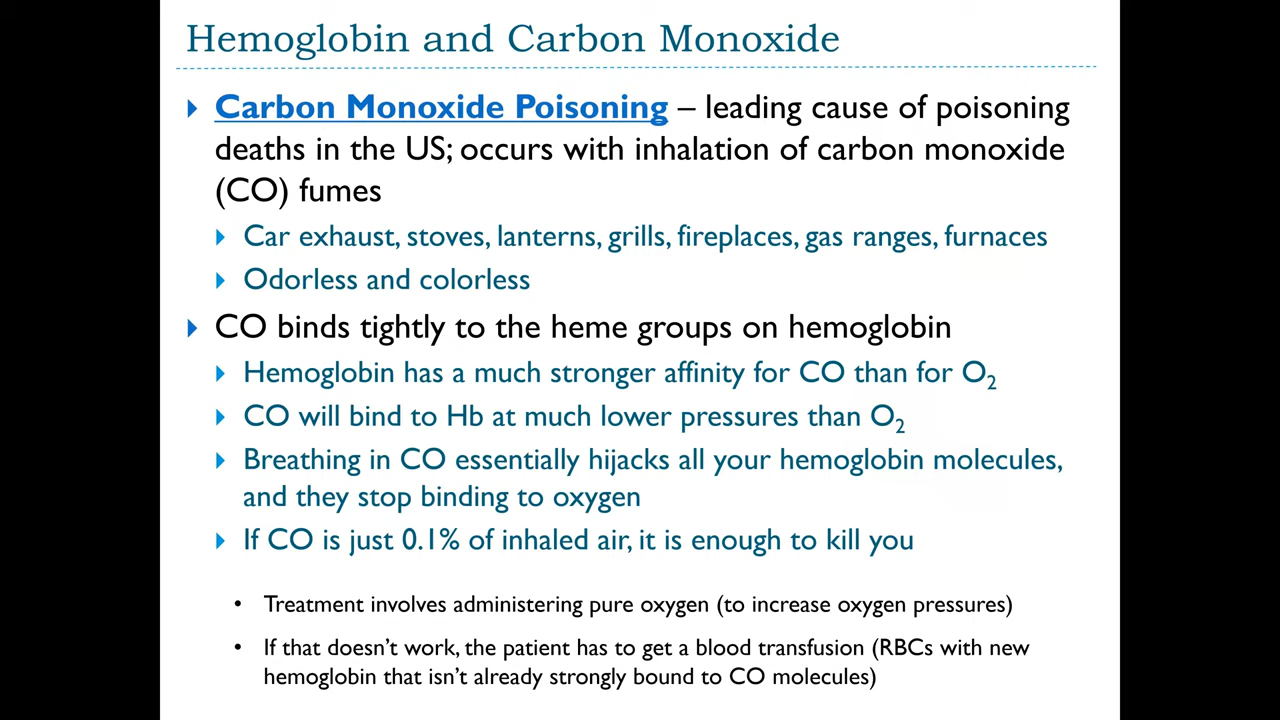 Hemoglobin and Carbon Monoxide
Carbon Monoxide Poisoning – leading cause of poisoning
deaths in the US; occurs with inhalation of carbon monoxide
(CO) fumes
Car exhaust, stoves, lanterns, grills, fireplaces, gas ranges, furnaces
Odorless and colorless
CO binds tightly to the heme groups on hemoglobin
Hemoglobin has a much stronger affinity for CO than for O₂
CO will bind to Hb at much lower pressures than O₂
Breathing in CO essentially hijacks all your hemoglobin molecules,
and they stop binding to oxygen
If CO is just 0.1% of inhaled air, it is enough to kill you
• Treatment involves administering pure oxygen (to increase oxygen pressures)
• If that doesn’t work, the patient has to get a blood transfusion (RBCs with new
hemoglobin that isn’t already strongly bound to CO molecules)